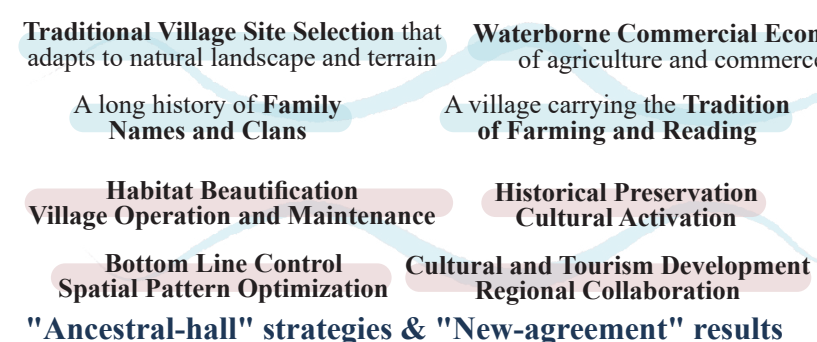 Traditional Village Site Selection that
adapts to natural landscape and terrain
Waterborne Commercial
of agriculture and
A long history of Family
Names and Clans
A village carrying the Tradition
of Farming and Reading
Habitat Beautification
Village Operation and Maintenance
Historical Preservation
Cultural Activation
Bottom Line Control
Spatial Pattern Optimization
Cultural and Tourism Development
Regional Collaboration
"Ancestral-hall" strategies & "New-agreement" results